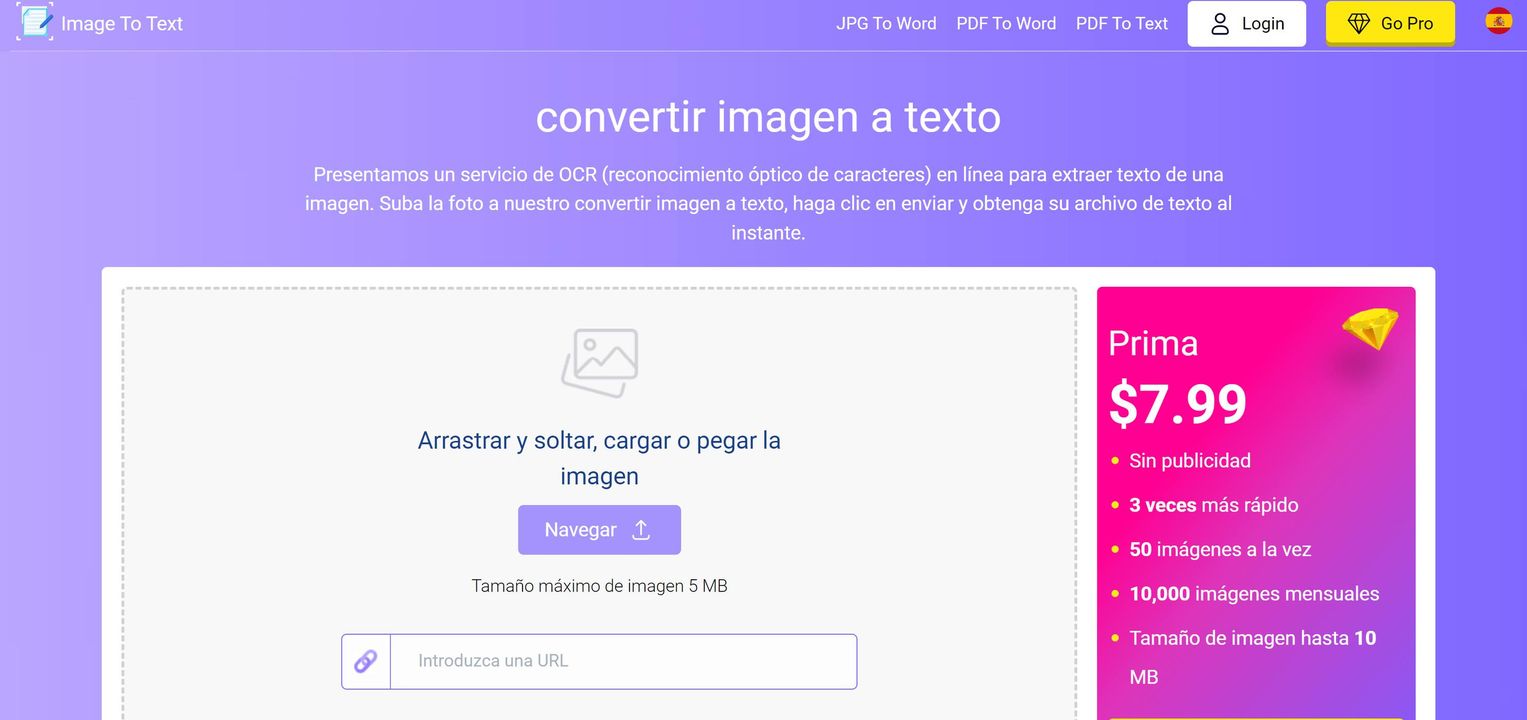 Image To Text
JPG To Word
PDF To Word
PDF To Text
Login
Go Pro
convertir imagen a texto
Presentamos un servicio de OCR (reconocimiento óptico de caracteres) en línea para extraer texto de una
imagen. Suba la foto a nuestro convertir imagen a texto, haga clic en enviar y obtenga su archivo de texto al
instante.
Arrastrar y soltar, cargar o pegar la
imagen
Navegar
Tamaño máximo de imagen 5 MB
Introduzca una URL
Prima
$7.99
Sin publicidad
3 veces más rápido
50 imágenes a la vez
10,000 imágenes mensuales
Tamaño de imagen hasta 10
MB